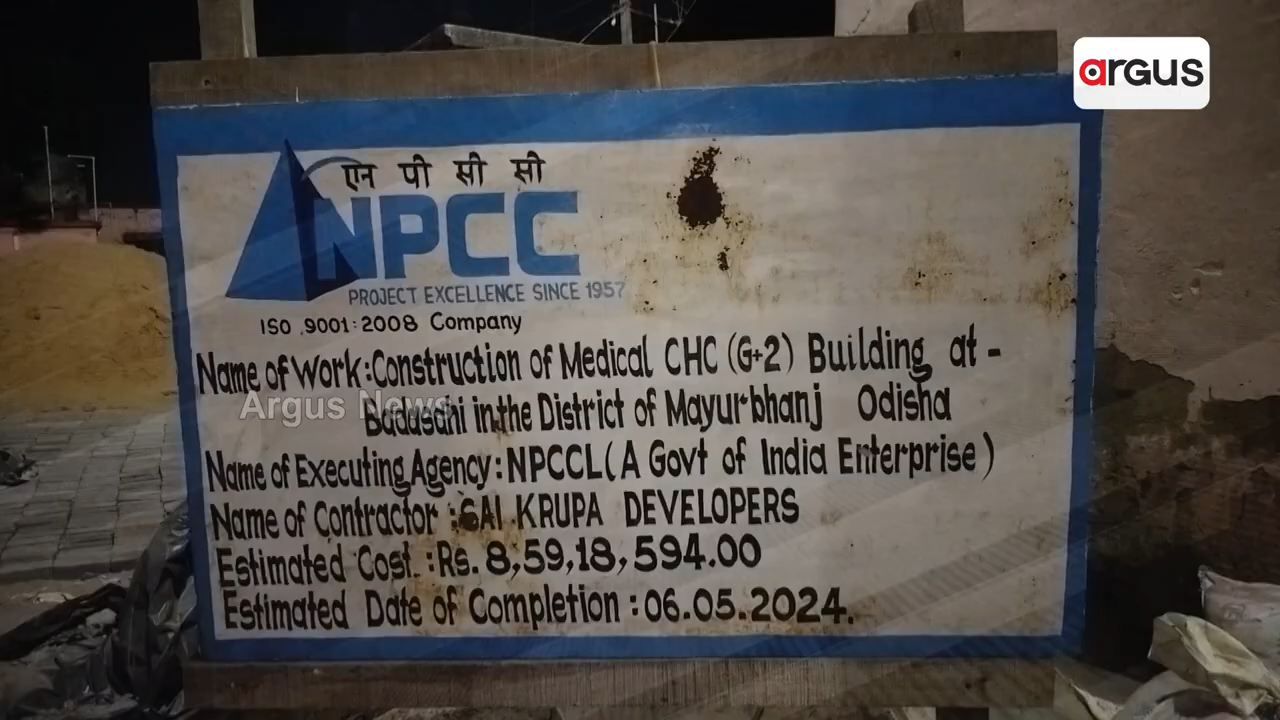 argus
एन पी सी सी
NPCC
PROJECT EXCELLENCE SINCE 1957
ISO 9001:2008 Company
Name of Work:Construction of Medical CHC (G+2) Building at -
Badasahi in the District of Mayurbhanj Odisha
Argus News
Name of Executing Agency:NPCCL(A Govt of India Enterprise)
Name of Contractor :SAI KRUPA DEVELOPERS
Estimated Cost :Rs. 8,59,18,594.00
Estimated Date of Completion :06.05.2024.